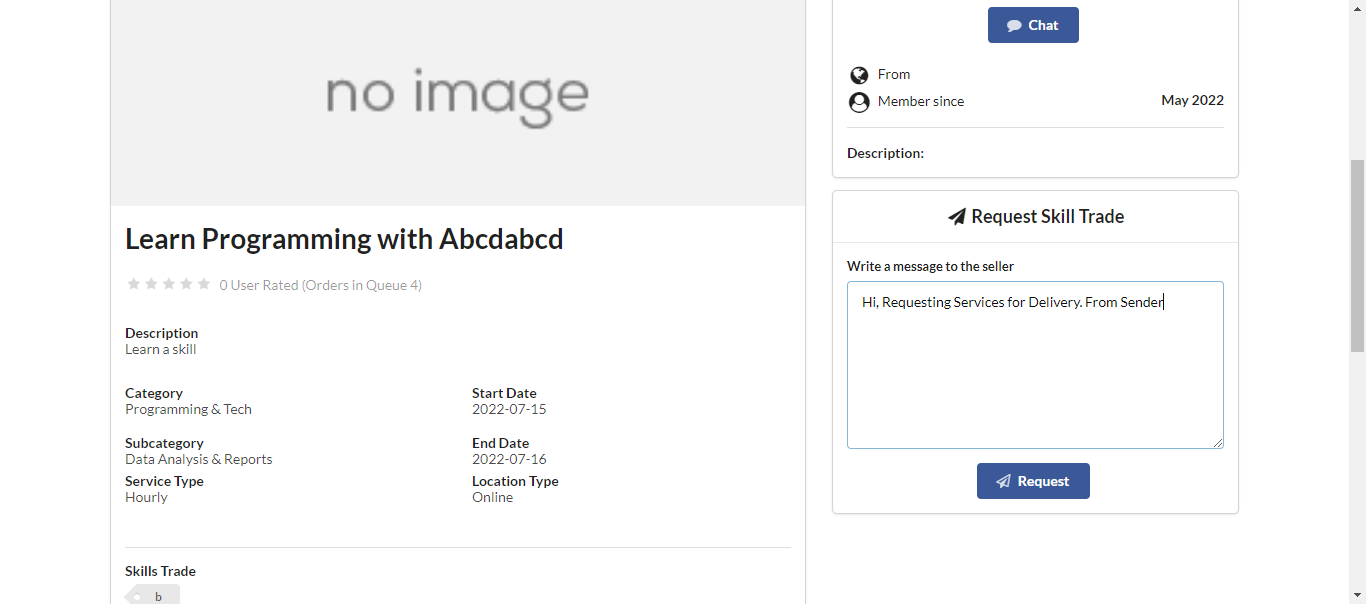 no image
Learn Programming with Abcdabcd
0 User Rated (Orders in Queue 4)
Description
Learn a skill
Category
Programming & Tech
Start Date
2022-07-15
Subcategory
Data Analysis & Reports
End Date
2022-07-16
Service Type
Hourly
Location Type
Online
Skills Trade
b
Chat
From
Member since May 2022
Description:
Request Skill Trade
Write a message to the seller
Hi, Requesting Services for Delivery. From Sender
Request